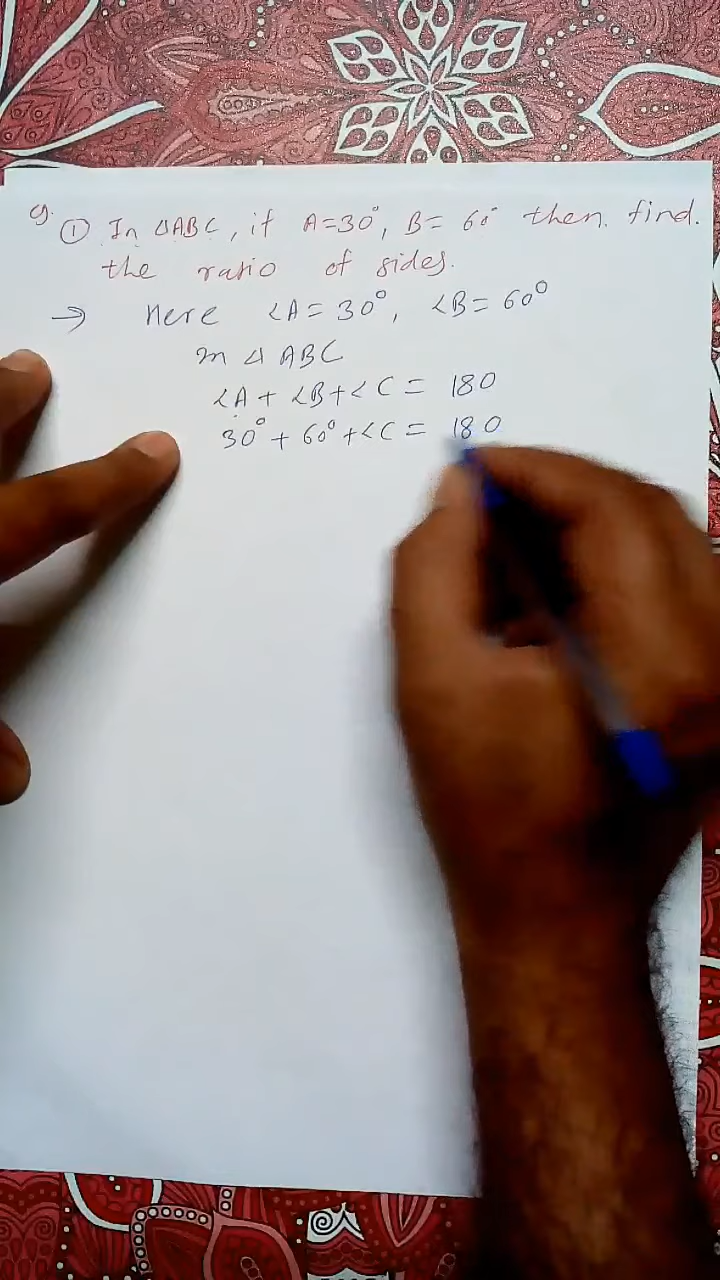 9. ① In △ABC, if A=30°, B= 60° then find.
the ratio of sides.
→ Here ∠A = 30°, ∠B = 60°
In △ ABC
∠A + ∠B + ∠C = 180
30° + 60° + ∠C = 180